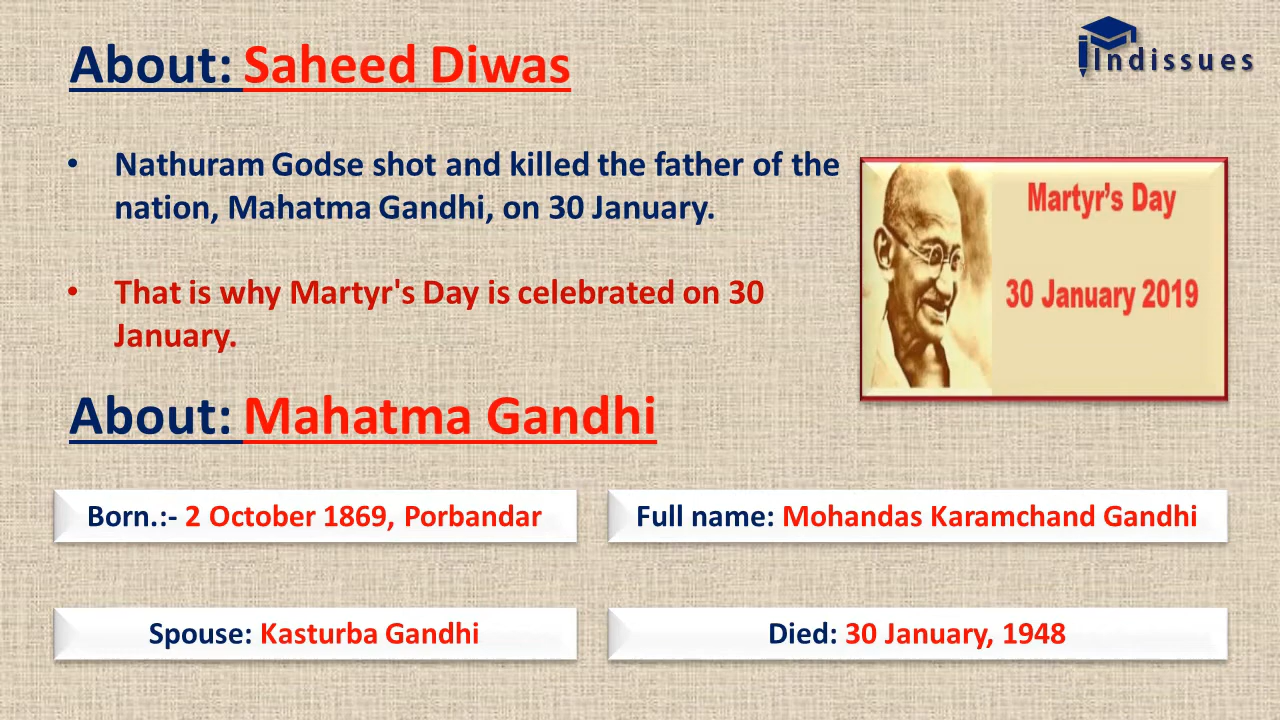 About: Saheed Diwas
Indissues
• Nathuram Godse shot and killed the father of the
nation, Mahatma Gandhi, on 30 January.
• That is why Martyr's Day is celebrated on 30
January.
Martyr’s Day
30 January 2019
About: Mahatma Gandhi
Born.:- 2 October 1869, Porbandar
Full name: Mohandas Karamchand Gandhi
Spouse: Kasturba Gandhi
Died: 30 January, 1948